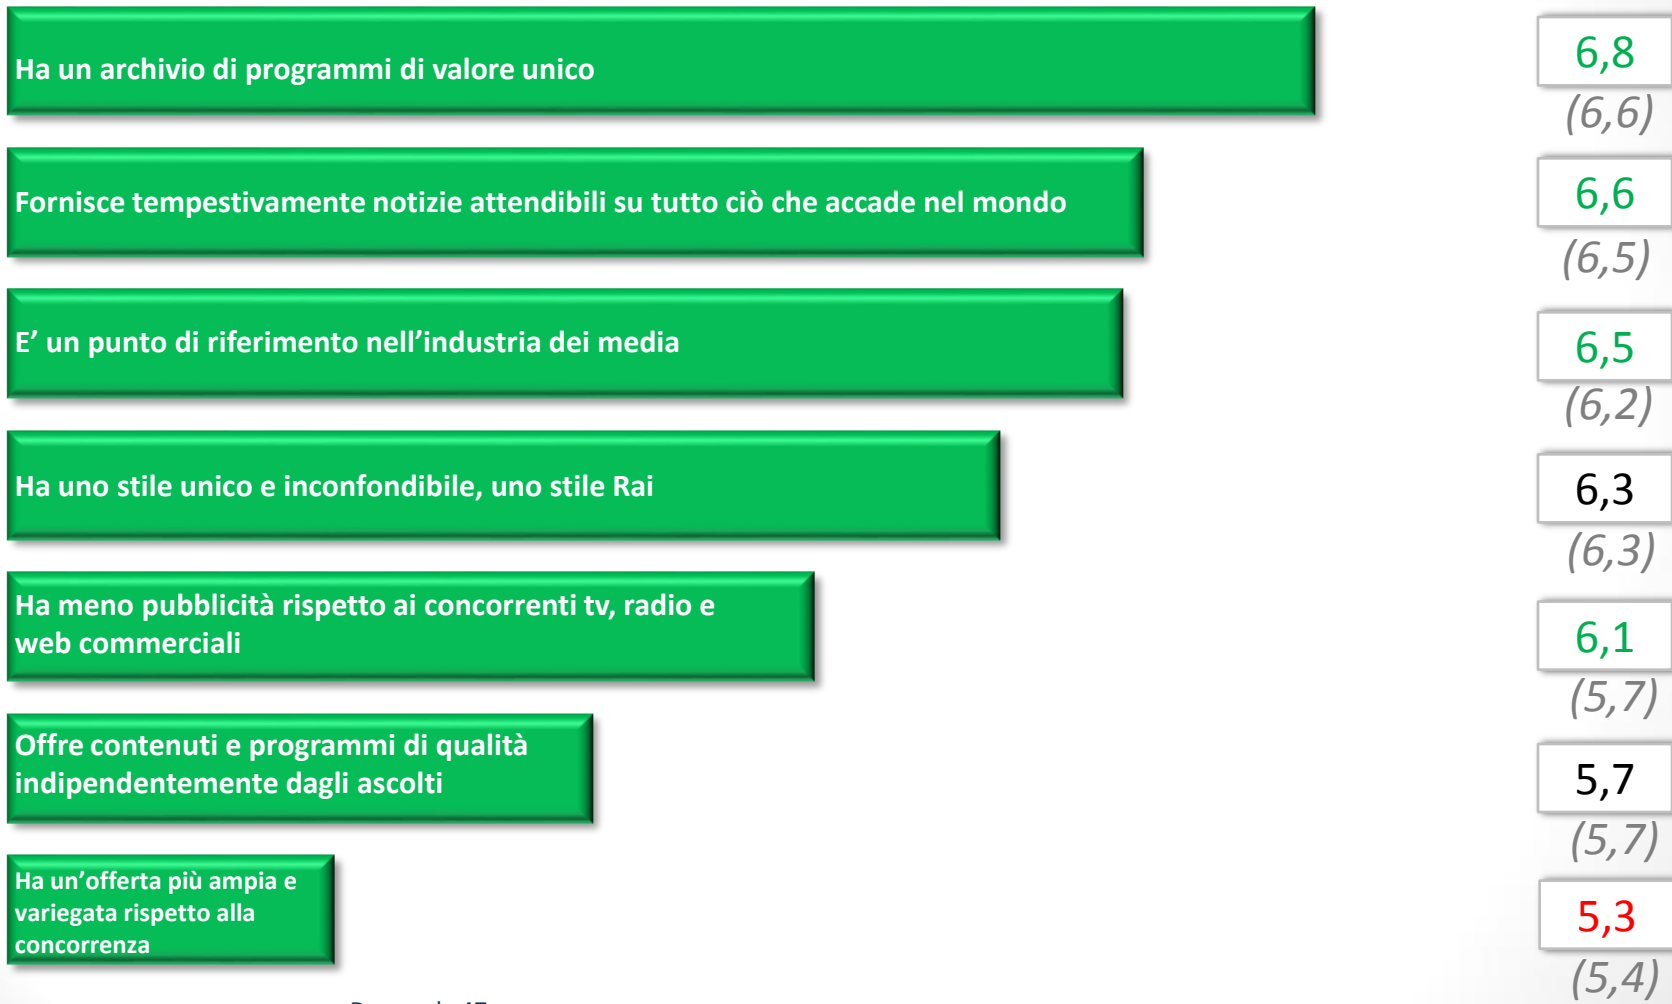 Ha un archivio di programmi di valore unico
6,8
(6,6)
Fornisce tempestivamente notizie attendibili su tutto ciò che accade nel mondo
6,6
(6,5)
E’ un punto di riferimento nell’industria dei media
6,5
(6,2)
Ha uno stile unico e inconfondibile, uno stile Rai
6,3
(6,3)
Ha meno pubblicità rispetto ai concorrenti tv, radio e
web commerciali
6,1
(5,7)
Offre contenuti e programmi di qualità
indipendentemente dagli ascolti
5,7
(5,7)
Ha un’offerta più ampia e
variegata rispetto alla
concorrenza
5,3
(5,4)